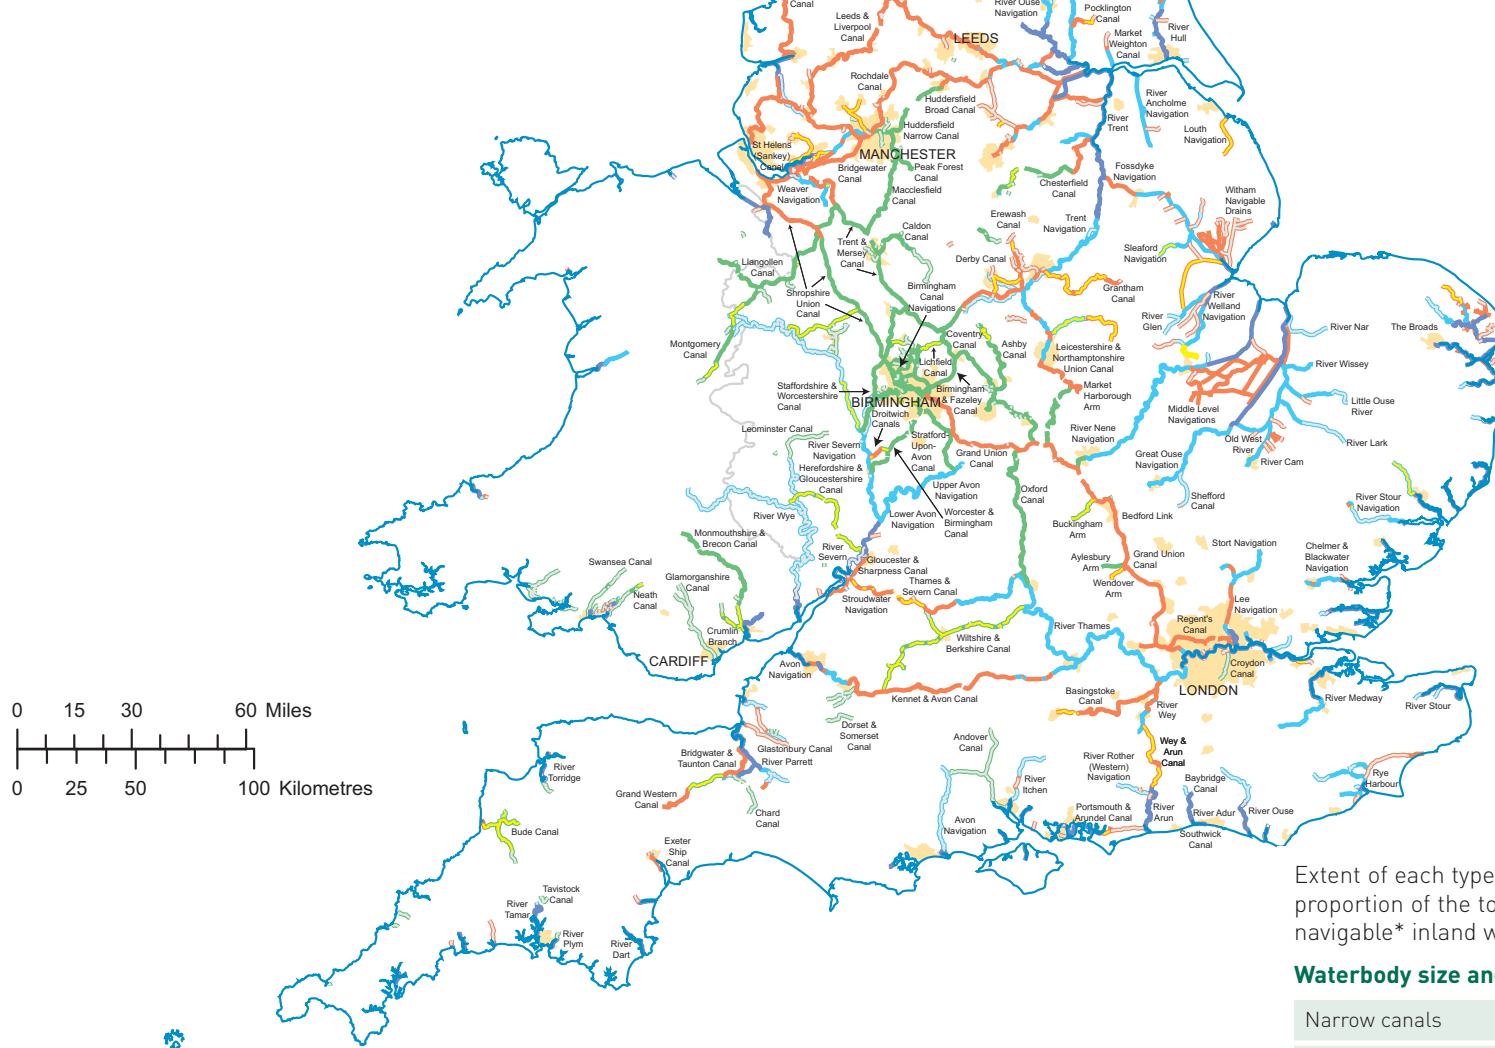 Canal
Leeds &
Liverpool
Canal
LEEDS
River Ouse
Navigation
Pocklington
Canal
Market
Weighton
Canal
River
Hull
Rochdale
Canal
Huddersfield
Broad Canal
Huddersfield
Narrow Canal
River
Ancholme
Navigation
River
Trent
Louth
Navigation
St Helens
(Sankey)
Canal
MANCHESTER
Bridgewater
Canal
Peak Forest
Canal
Macclesfield
Canal
Weaver
Navigation
Chesterfield
Canal
Fossdyke
Navigation
Witham
Navigable
Drains
Caldon
Canal
Erewash
Canal
Trent
Navigation
Sleaford
Navigation
Trent &
Mersey
Canal
Derby Canal
Llangollen
Canal
Shropshire
Union
Canal
Birmingham
Canal
Navigations
Grantham
Canal
River
Glen
River
Welland
Navigation
River Nar
The Broads
Montgomery
Canal
Coventry
Canal
Ashby
Canal
Lichfield
Canal
Leicestershire &
Northamptonshire
Union Canal
River Wissey
Staffordshire &
Worcestershire
Canal
BIRMINGHAM
Birmingham
& Fazeley
Canal
Market
Harborough
Arm
Middle Level
Navigations
Little Ouse
River
Droitwich
Canals
Leominster Canal
River Severn
Navigation
Stratford-
Upon-
Avon
Canal
Grand Union
Canal
River Nene
Navigation
Old West
River
River Lark
River Cam
Great Ouse
Navigation
Herefordshire &
Gloucestershire
Canal
Upper Avon
Navigation
Oxford
Canal
Shefford
Canal
River Stour
Navigation
River Wye
Lower Avon
Navigation
Worcester &
Birmingham
Canal
Buckingham
Arm
Bedford Link
Monmouthshire &
Brecon Canal
River
Severn
Gloucester &
Sharpness Canal
Aylesbury
Arm
Grand Union
Canal
Stort Navigation
Chelmer &
Blackwater
Navigation
Swansea Canal
Glamorganshire
Canal
Neath
Canal
Thames &
Severn Canal
Stroudwater
Navigation
Wendover
Arm
Lee
Navigation
Regent's
Canal
Crumlin
Branch
CARDIFF
River Thames
Wiltshire &
Berkshire Canal
Avon
Navigation
Croydon
Canal
LONDON
Kennet & Avon Canal
Basingstoke
Canal
River
Wey
River Medway
River Stour
0 15 30 60 Miles
0 25 50 100 Kilometres
Dorset &
Somerset
Canal
Andover
Canal
Wey &
Arun
Canal
Glastonbury Canal
Bridgwater &
Taunton Canal
River Parrett
River
Torridge
River Rother
(Western)
Navigation
Baybridge
Canal
Rye
Harbour
River
Itchen
Grand Western
Canal
Chard
Canal
Portsmouth &
Arundel Canal
River
Arun
River Adur
River Ouse
Avon
Navigation
Southwick
Canal
Bude Canal
Exeter
Ship
Canal
Tavistock
Canal
River
Tamar
River
Plym
River
Dart
Extent of each type
proportion of the to
navigable* inland w
Waterbody size an
Narrow canals